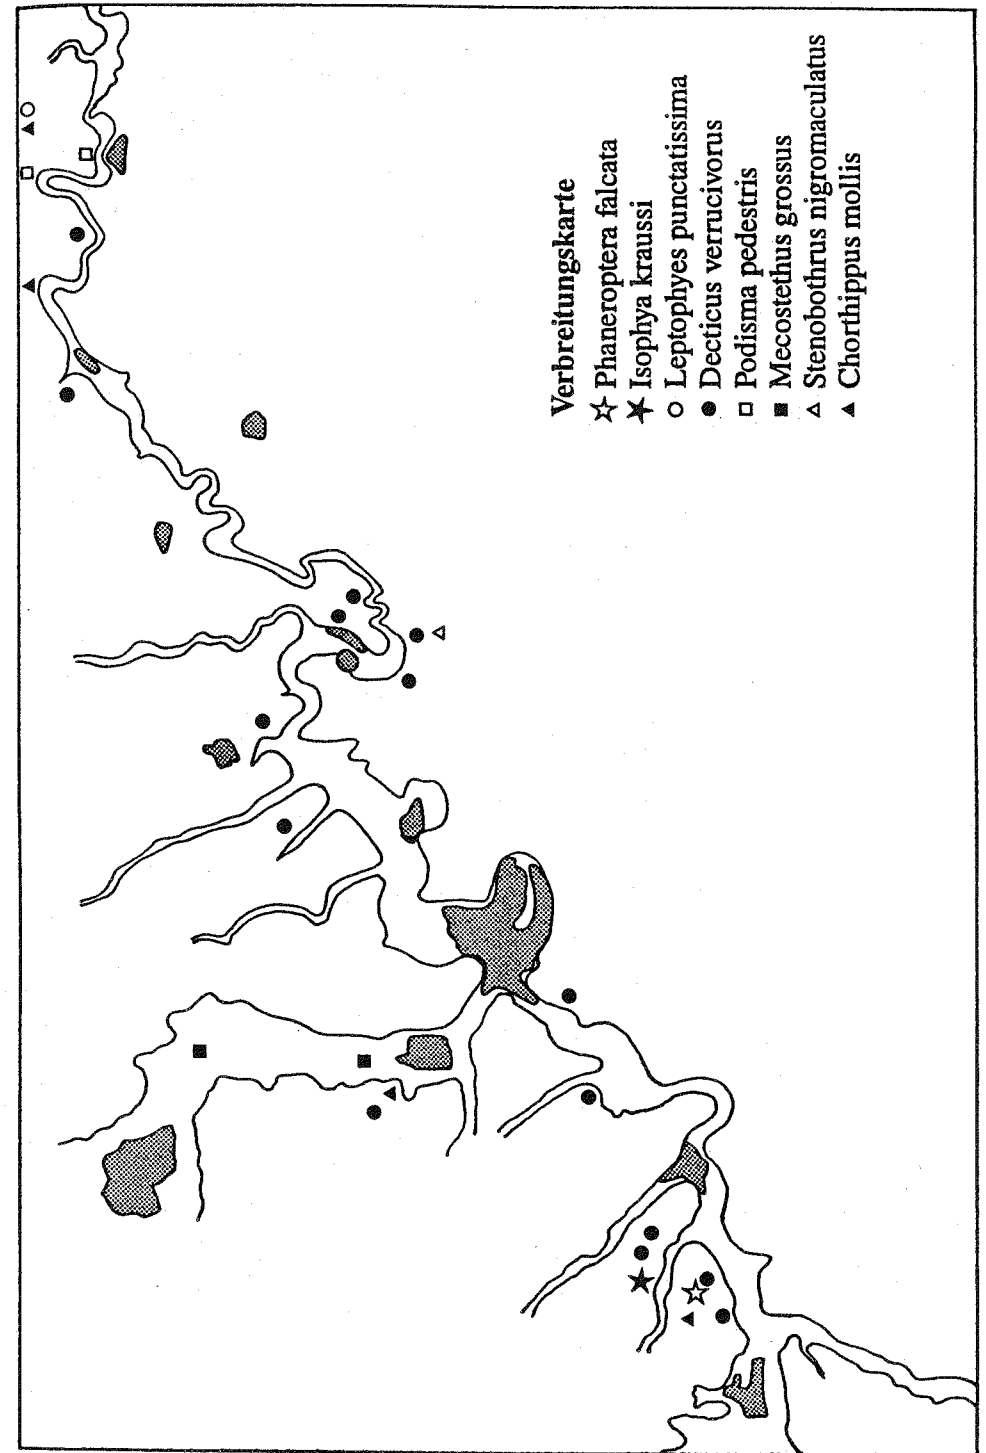 Verbreitungskarte
☆ Phaneroptera falcata
★ Isophya kraussi
○ Leptophyes punctatissima
● Decticus verrucivorus
□ Podisma pedestris
■ Mecostethus grossus
△ Stenobothrus nigromaculatus
▲ Chorthippus mollis